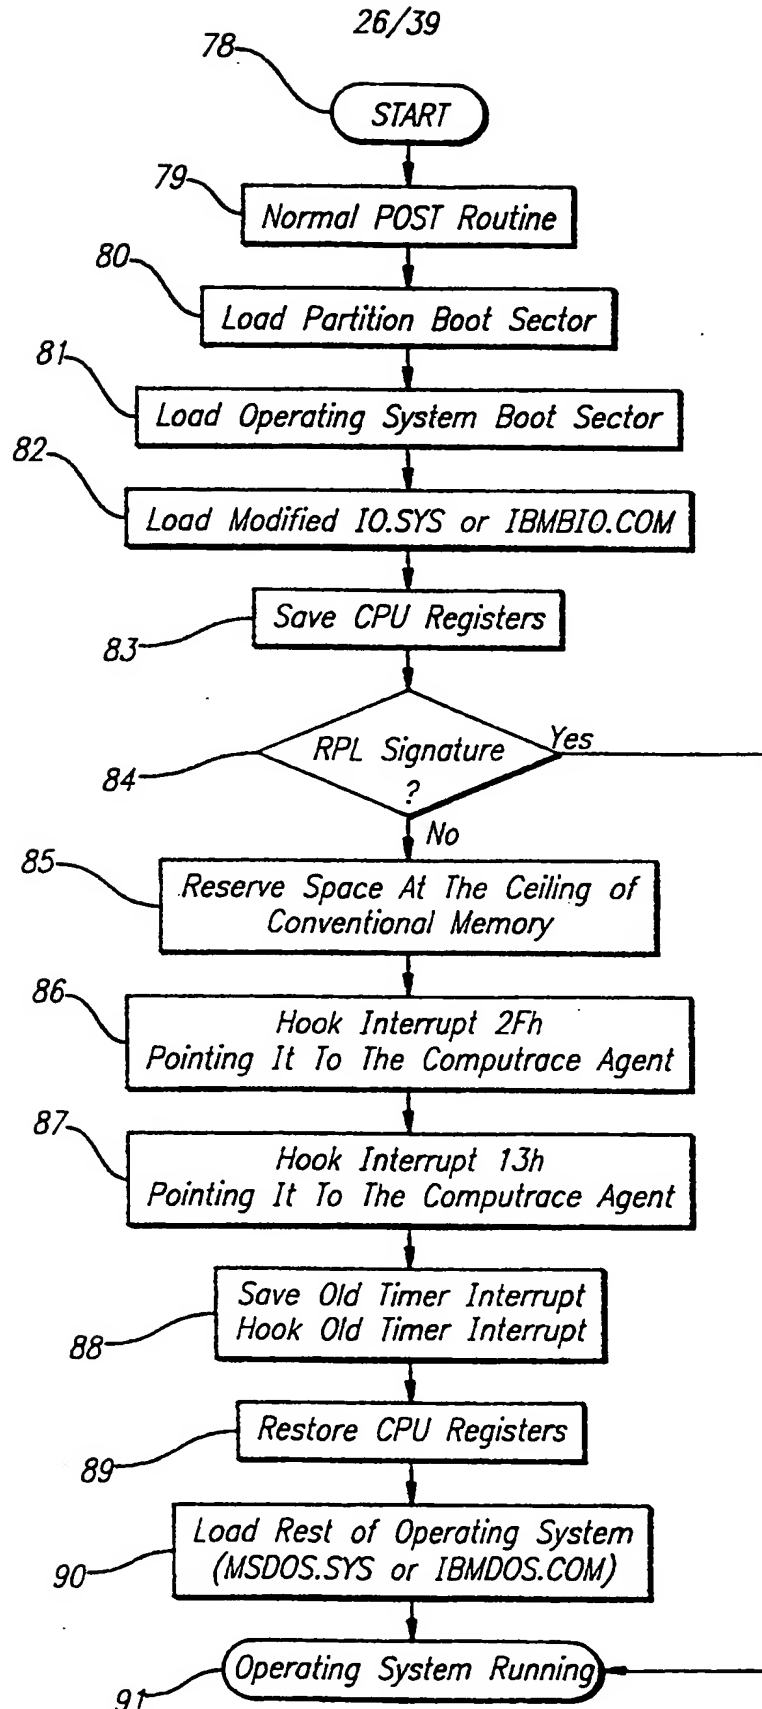 26/39
78
START
79
Normal POST Routine
80
Load Partition Boot Sector
81
Load Operating System Boot Sector
82
Load Modified IO.SYS or IBMBIO.COM
83
Save CPU Registers
84
RPL Signature
?
Yes
No
85
Reserve Space At The Ceiling of
Conventional Memory
86
Hook Interrupt 2Fh
Pointing It To The Computrace Agent
87
Hook Interrupt 13h
Pointing It To The Computrace Agent
88
Save Old Timer Interrupt
Hook Old Timer Interrupt
89
Restore CPU Registers
90
Load Rest of Operating System
(MSDOS.SYS or IBMDOS.COM)
91
Operating System Running